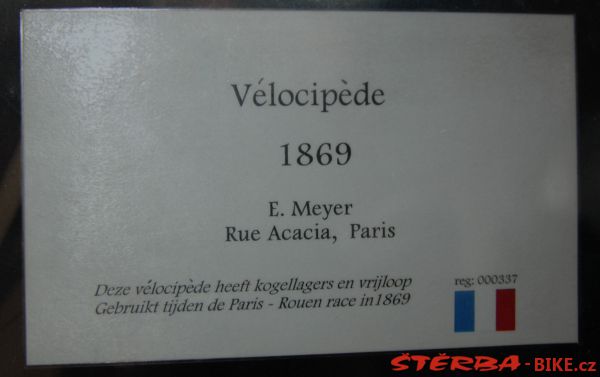 Vélocipède
1869
E. Meyer
Rue Acacia, Paris
Deze vélocipède heeft kogellagers en vrijloop
Gebruikt tijden de Paris - Rouen race in1869
reg: 000337
ŠTĚRBA-BIKE.cz